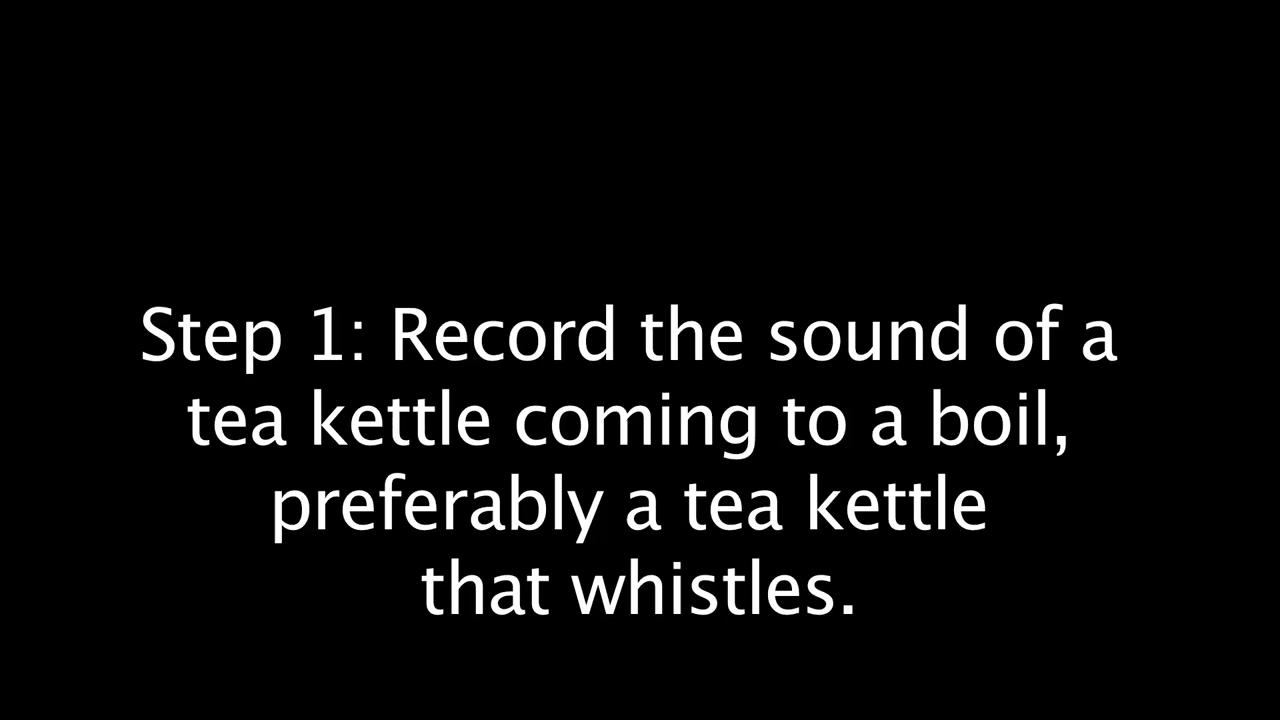 Step 1: Record the sound of a
tea kettle coming to a boil,
preferably a tea kettle
that whistles.